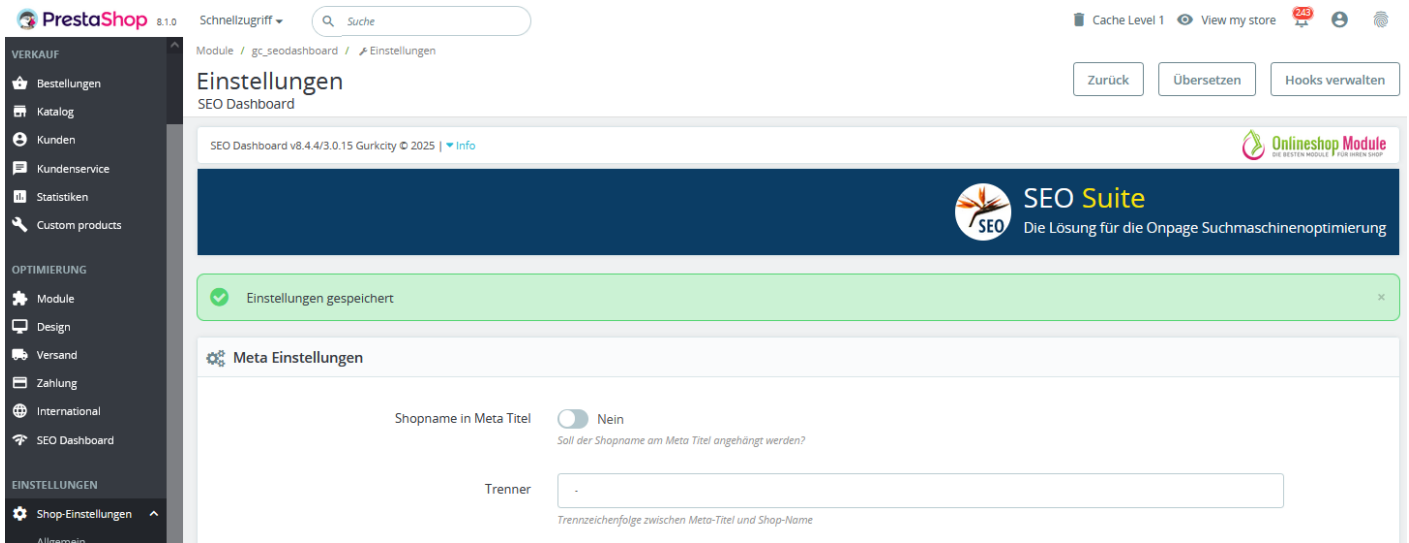 PrestaShop 8.1.0 Schnellzugriff Suche Cache Level 1 View my store 243
VERKAUF
Bestellungen
Katalog
Kunden
Kundenservice
Statistiken
Custom products
OPTIMIERUNG
Module
Design
Versand
Zahlung
International
SEO Dashboard
EINSTELLUNGEN
Shop-Einstellungen
Allgemein
Module / gc_seodashboard / Einstellungen
Einstellungen
SEO Dashboard
Zurück Übersetzen Hooks verwalten
SEO Dashboard v8.4.4/3.0.15 Gurkcity © 2025 | Info
Onlineshop Module
DIE BESTEN MODULE FÜR IHREN SHOP
SEO
SEO Suite
Die Lösung für die Onpage Suchmaschinenoptimierung
Einstellungen gespeichert ×
Meta Einstellungen
Shopname in Meta Titel Nein
Soll der Shopname am Meta Titel angehängt werden?
Trenner -
Trennzeichenfolge zwischen Meta-Titel und Shop-Name